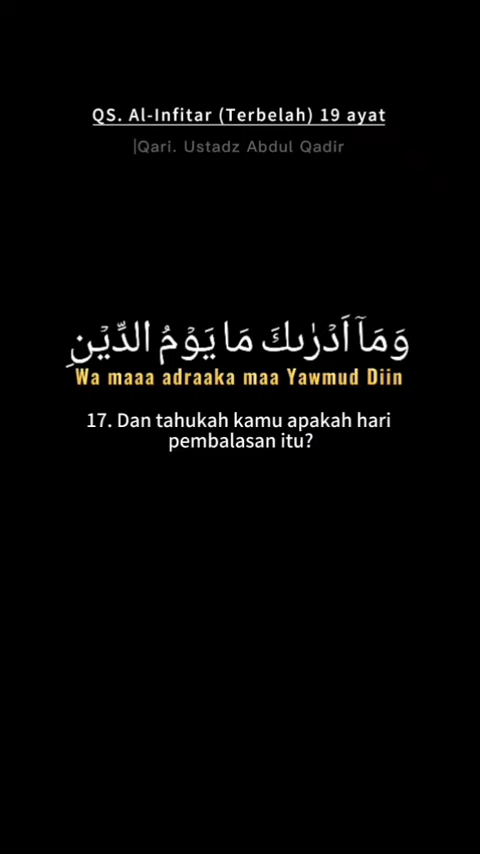 QS. Al-Infitar (Terbelah) 19 ayat
|Qari. Ustadz Abdul Qadir
وَمَآ اَدْرٰىكَ مَا يَوْمُ الدِّيْنِ
Wa maaa adraaka maa Yawmud Diin
17. Dan tahukah kamu apakah hari
pembalasan itu?